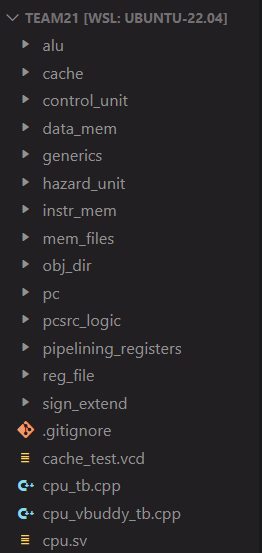 TEAM21 [WSL: UBUNTU-22.04]
alu
cache
control_unit
data_mem
generics
hazard_unit
instr_mem
mem_files
obj_dir
pc
pcsrc_logic
pipelining_registers
reg_file
sign_extend
.gitignore
cache_test.vcd
cpu_tb.cpp
cpu_vbuddy_tb.cpp
cpu.sv